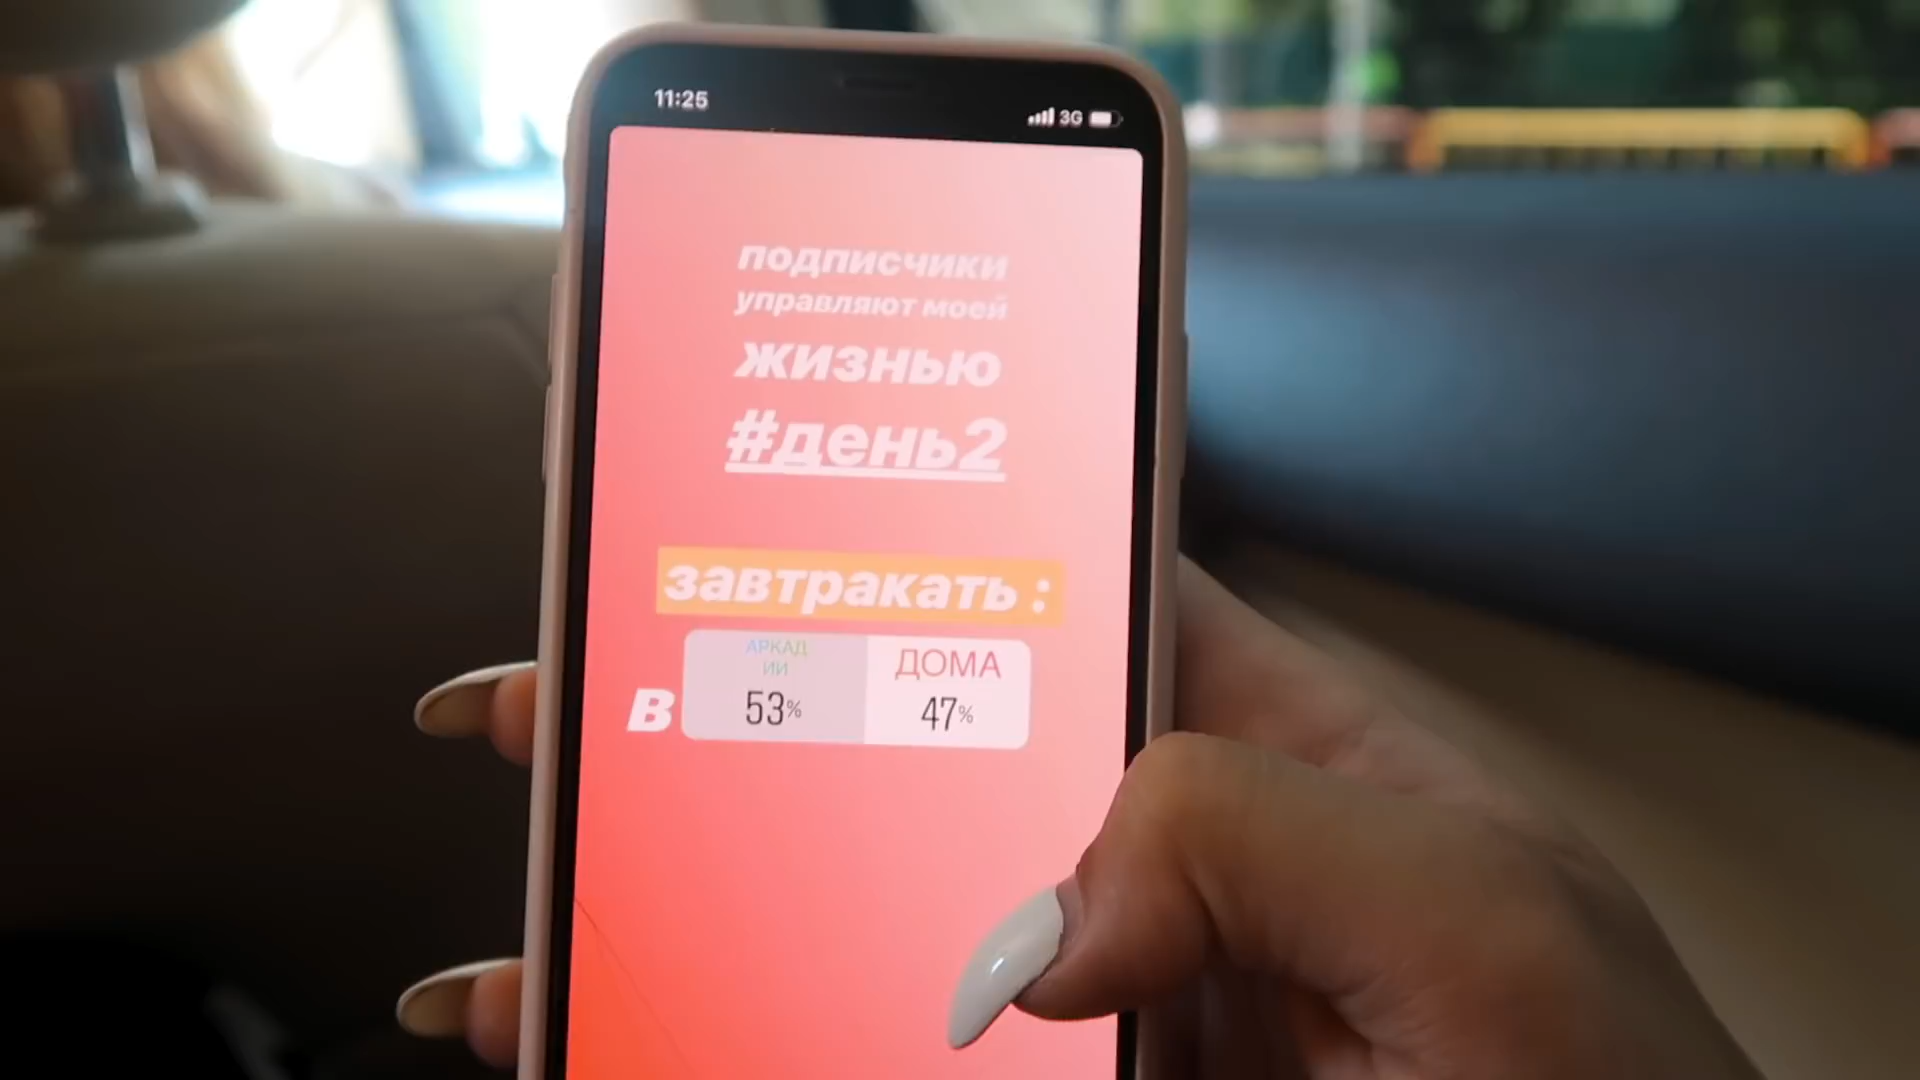 11:25
3G
подписчики
управляют моей
жизнью
#день2
завтракать :
В
АРКАД
ИИ
53%
ДОМА
47%